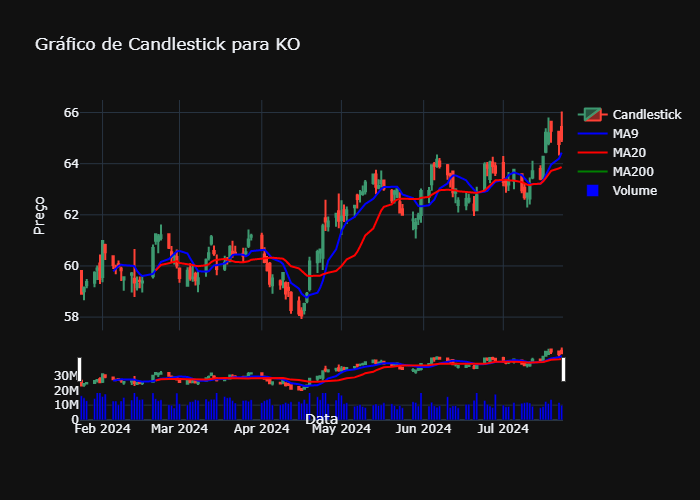 Gráfico de Candlestick para KO
66
64
62
60
58
Preço
Candlestick
MA9
MA20
MA200
Volume
30M
20M
10M
0
Data
Feb 2024
Mar 2024
Apr 2024
May 2024
Jun 2024
Jul 2024